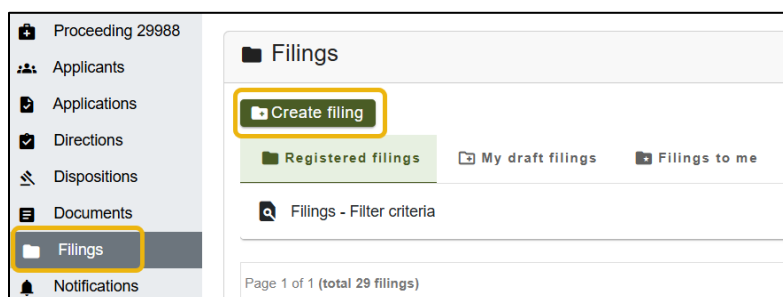 Proceeding 29988
Applicants
Applications
Directions
Dispositions
Documents
Filings
Notifications
Filings
Create filing
Registered filings My draft filings Filings to me
Filings - Filter criteria
Page 1 of 1 (total 29 filings)